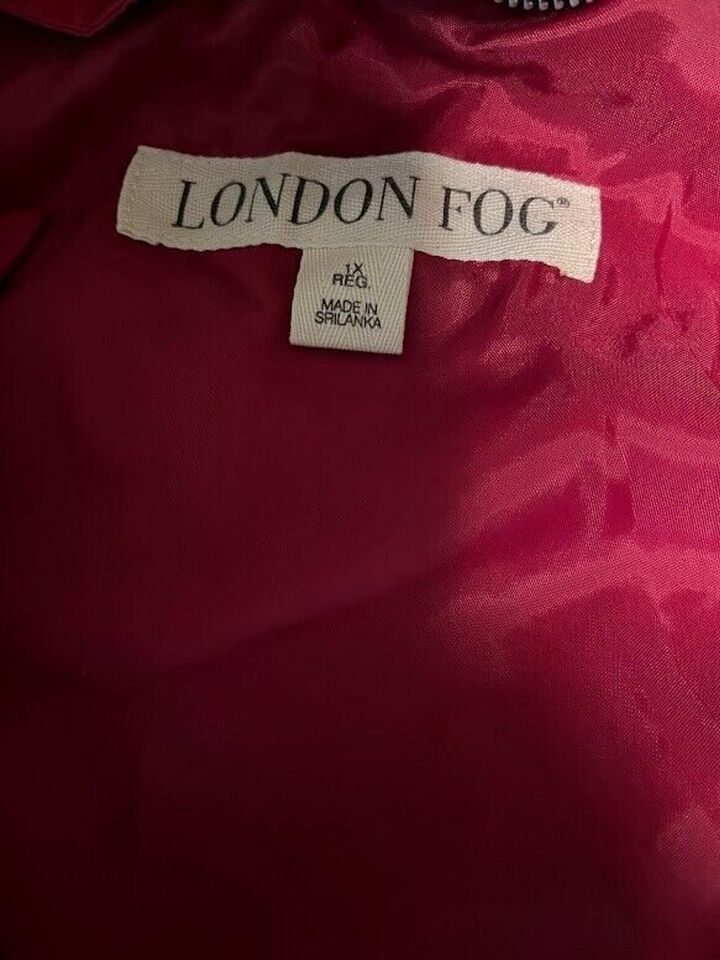 LONDON FOG®
1X
REG.
MADE IN
SRILANKA